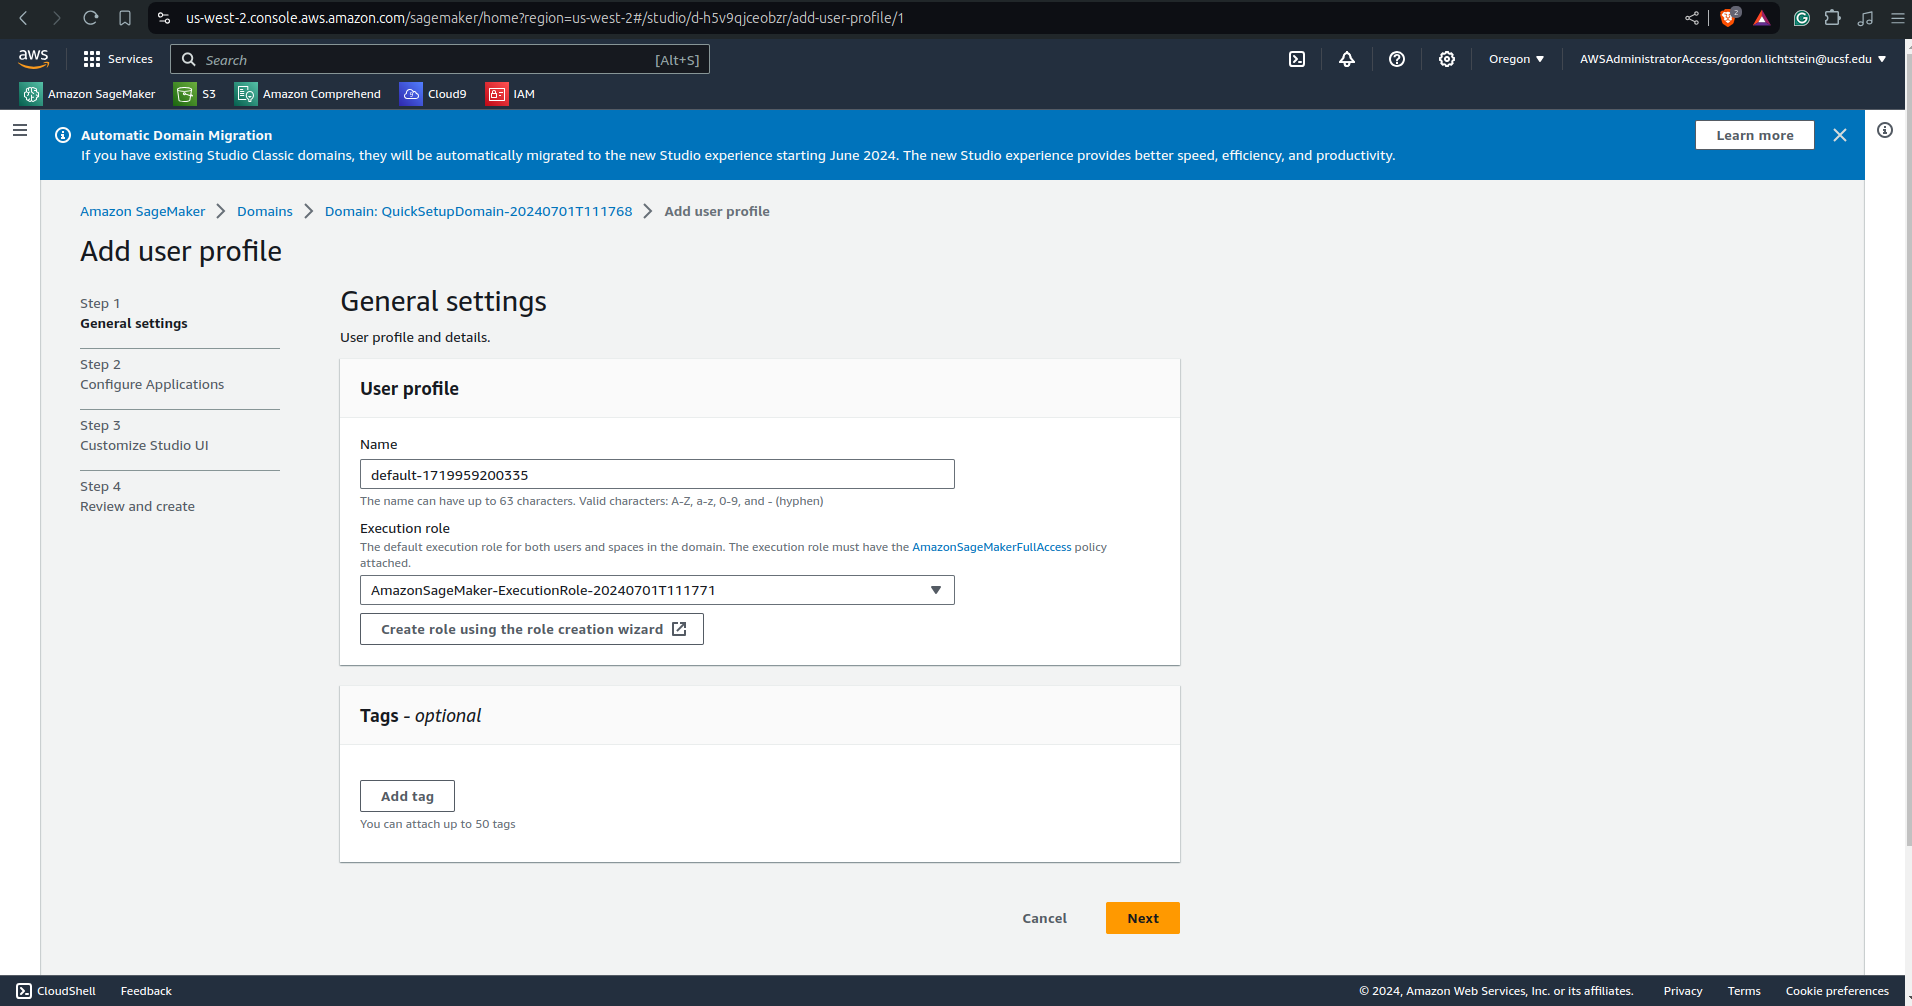 us-west-2.console.aws.amazon.com/sagemaker/home?region=us-west-2#/studio/d-h5v9qjceobzr/add-user-profile/1
2
aws
Services
Search
[Alt+S]
Oregon
AWSAdministratorAccess/gordon.lichtstein@ucsf.edu
Amazon SageMaker
S3
Amazon Comprehend
Cloud9
IAM
Automatic Domain Migration
If you have existing Studio Classic domains, they will be automatically migrated to the new Studio experience starting June 2024. The new Studio experience provides better speed, efficiency, and productivity.
Learn more
Amazon SageMaker
Domains
Domain: QuickSetupDomain-20240701T111768
Add user profile
Add user profile
Step 1
General settings
Step 2
Configure Applications
Step 3
Customize Studio UI
Step 4
Review and create
General settings
User profile and details.
User profile
Name
default-1719959200335
The name can have up to 63 characters. Valid characters: A-Z, a-z, 0-9, and - (hyphen)
Execution role
The default execution role for both users and spaces in the domain. The execution role must have the AmazonSageMakerFullAccess policy
attached.
AmazonSageMaker-ExecutionRole-20240701T111771
Create role using the role creation wizard
Tags - optional
Add tag
You can attach up to 50 tags
Cancel
Next
CloudShell
Feedback
© 2024, Amazon Web Services, Inc. or its affiliates.
Privacy
Terms
Cookie preferences